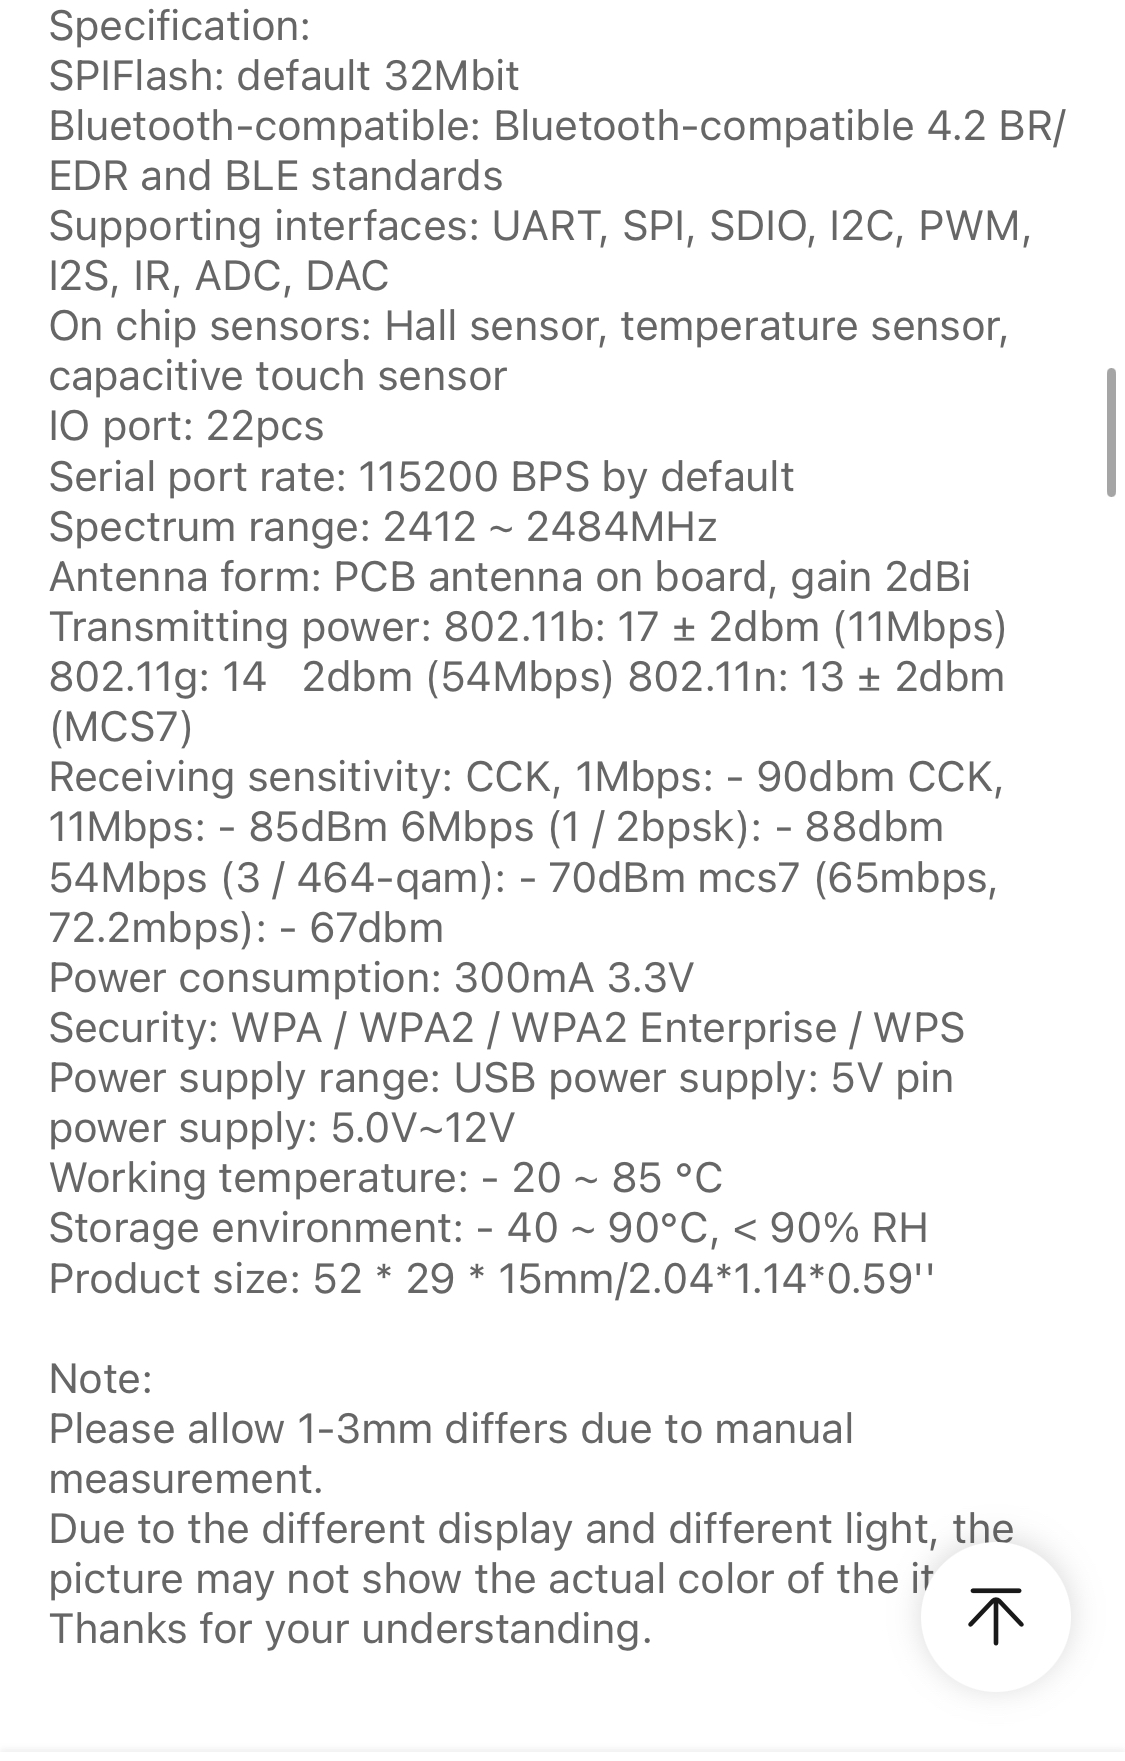 Specification:
SPIFlash: default 32Mbit
Bluetooth-compatible: Bluetooth-compatible 4.2 BR/
EDR and BLE standards
Supporting interfaces: UART, SPI, SDIO, I2C, PWM,
I2S, IR, ADC, DAC
On chip sensors: Hall sensor, temperature sensor,
capacitive touch sensor
IO port: 22pcs
Serial port rate: 115200 BPS by default
Spectrum range: 2412 ~ 2484MHz
Antenna form: PCB antenna on board, gain 2dBi
Transmitting power: 802.11b: 17 ± 2dbm (11Mbps)
802.11g: 14   2dbm (54Mbps) 802.11n: 13 ± 2dbm
(MCS7)
Receiving sensitivity: CCK, 1Mbps: - 90dbm CCK,
11Mbps: - 85dBm 6Mbps (1 / 2bpsk): - 88dbm
54Mbps (3 / 464-qam): - 70dBm mcs7 (65mbps,
72.2mbps): - 67dbm
Power consumption: 300mA 3.3V
Security: WPA / WPA2 / WPA2 Enterprise / WPS
Power supply range: USB power supply: 5V pin
power supply: 5.0V~12V
Working temperature: - 20 ~ 85 °C
Storage environment: - 40 ~ 90°C, < 90% RH
Product size: 52 * 29 * 15mm/2.04*1.14*0.59''
Note:
Please allow 1-3mm differs due to manual
measurement.
Due to the different display and different light, the
picture may not show the actual color of the
Thanks for your understanding.